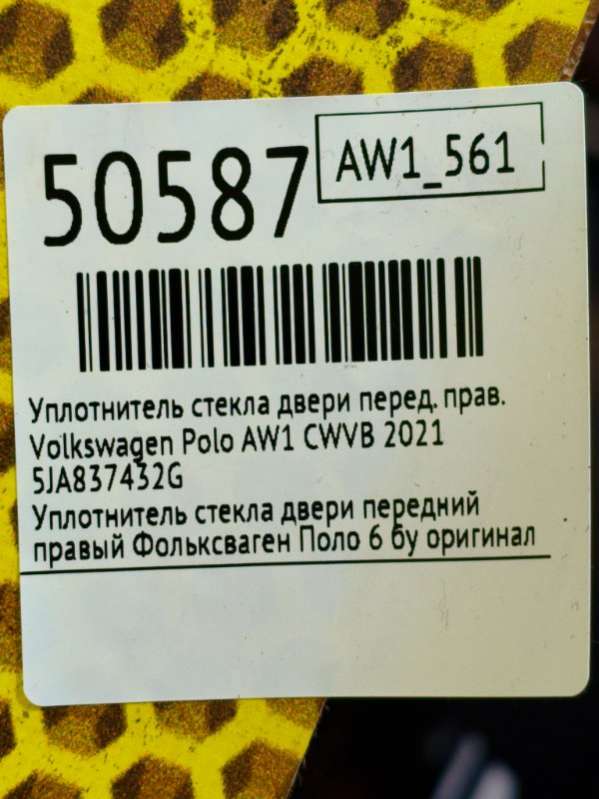 50587
AW1_561
Уплотнитель стекла двери перед. прав.
Volkswagen Polo AW1 CWVB 2021
5JA837432G
Уплотнитель стекла двери передний
правый Фольксваген Поло 6 бу оригинал